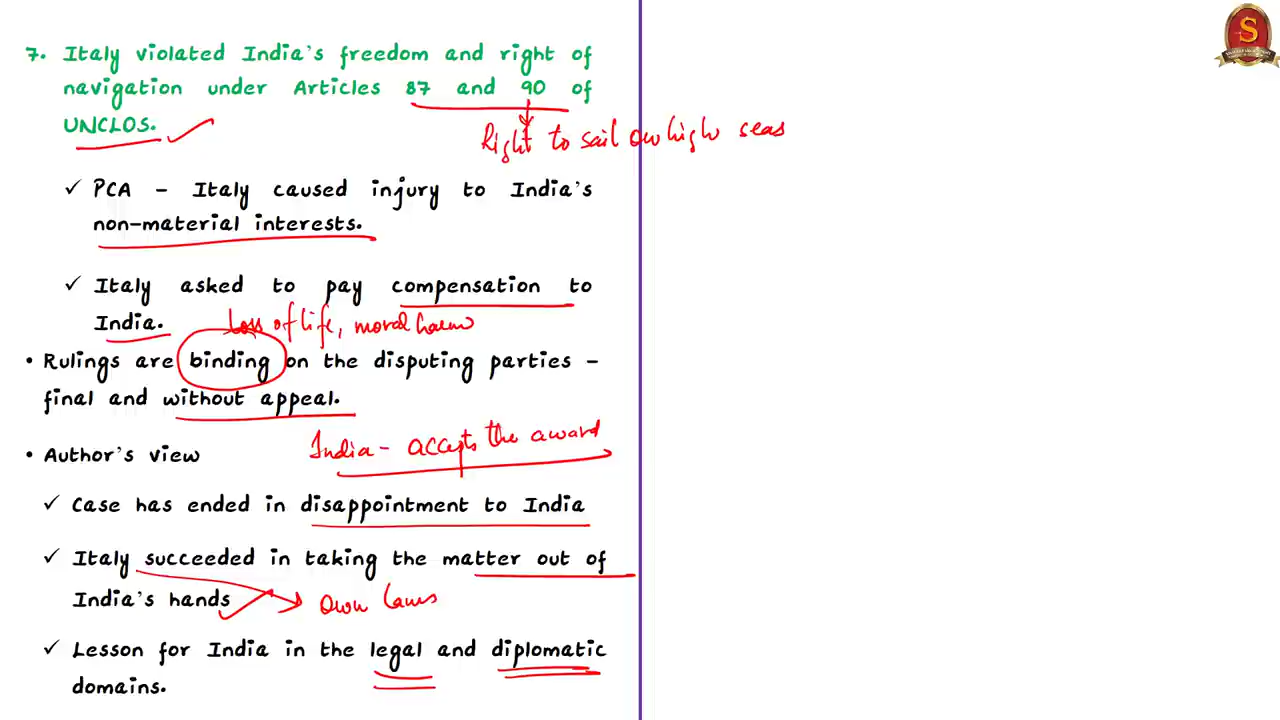 7. Italy violated India's freedom and right of
navigation under Articles 87 and 90 of
UNCLOS.
Right to sail on high seas
✓ PCA - Italy caused injury to India's
non-material interests.
✓ Italy asked to pay compensation to
India.
Loss of life, moral harm
• Rulings are binding on the disputing parties -
final and without appeal.
India - accepts the award
• Author's view
✓ Case has ended in disappointment to India
✓ Italy succeeded in taking the matter out of
India's hands
own laws
✓ Lesson for India in the legal and diplomatic
domains.
S